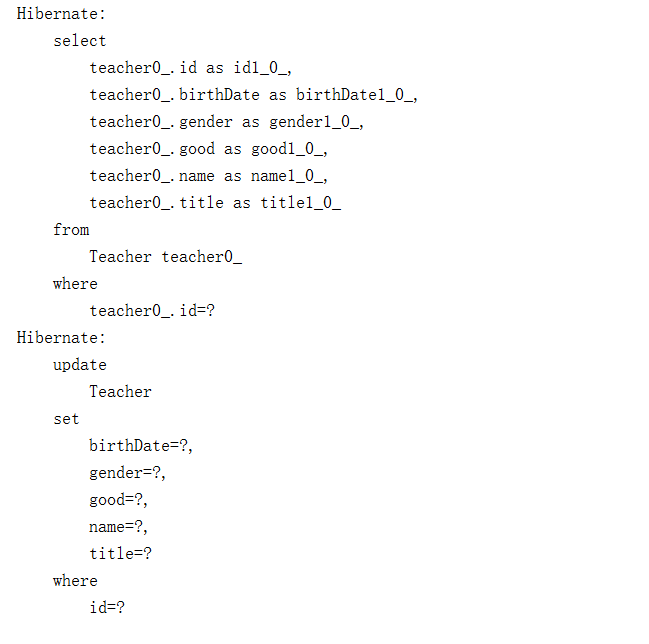 Hibernate:
    select
        teacher0_.id as id1_0_,
        teacher0_.birthDate as birthDate1_0_,
        teacher0_.gender as gender1_0_,
        teacher0_.good as good1_0_,
        teacher0_.name as name1_0_,
        teacher0_.title as title1_0_
    from
        Teacher teacher0_
    where
        teacher0_.id=?
Hibernate:
    update
        Teacher
    set
        birthDate=?,
        gender=?,
        good=?,
        name=?,
        title=?
    where
        id=?